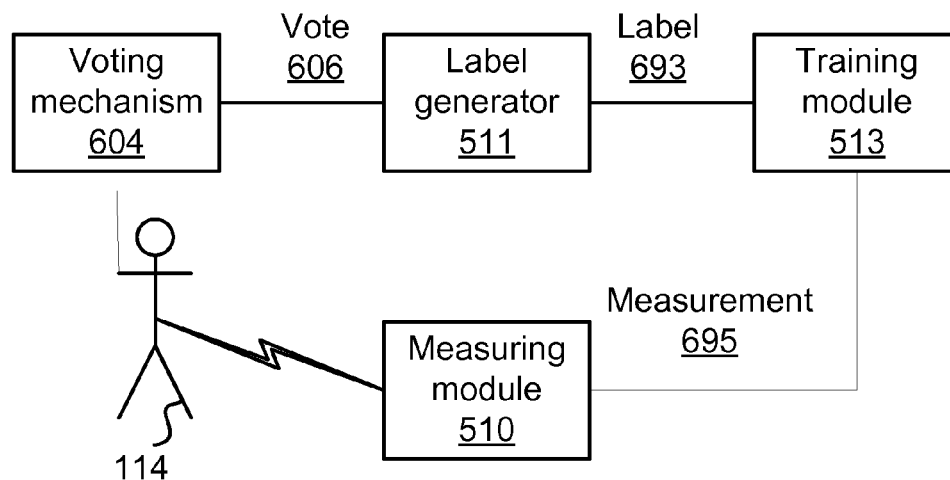 Voting
mechanism
604
Vote
606
Label
generator
511
Label
693
Training
module
513
Measurement
695
Measuring
module
510
114